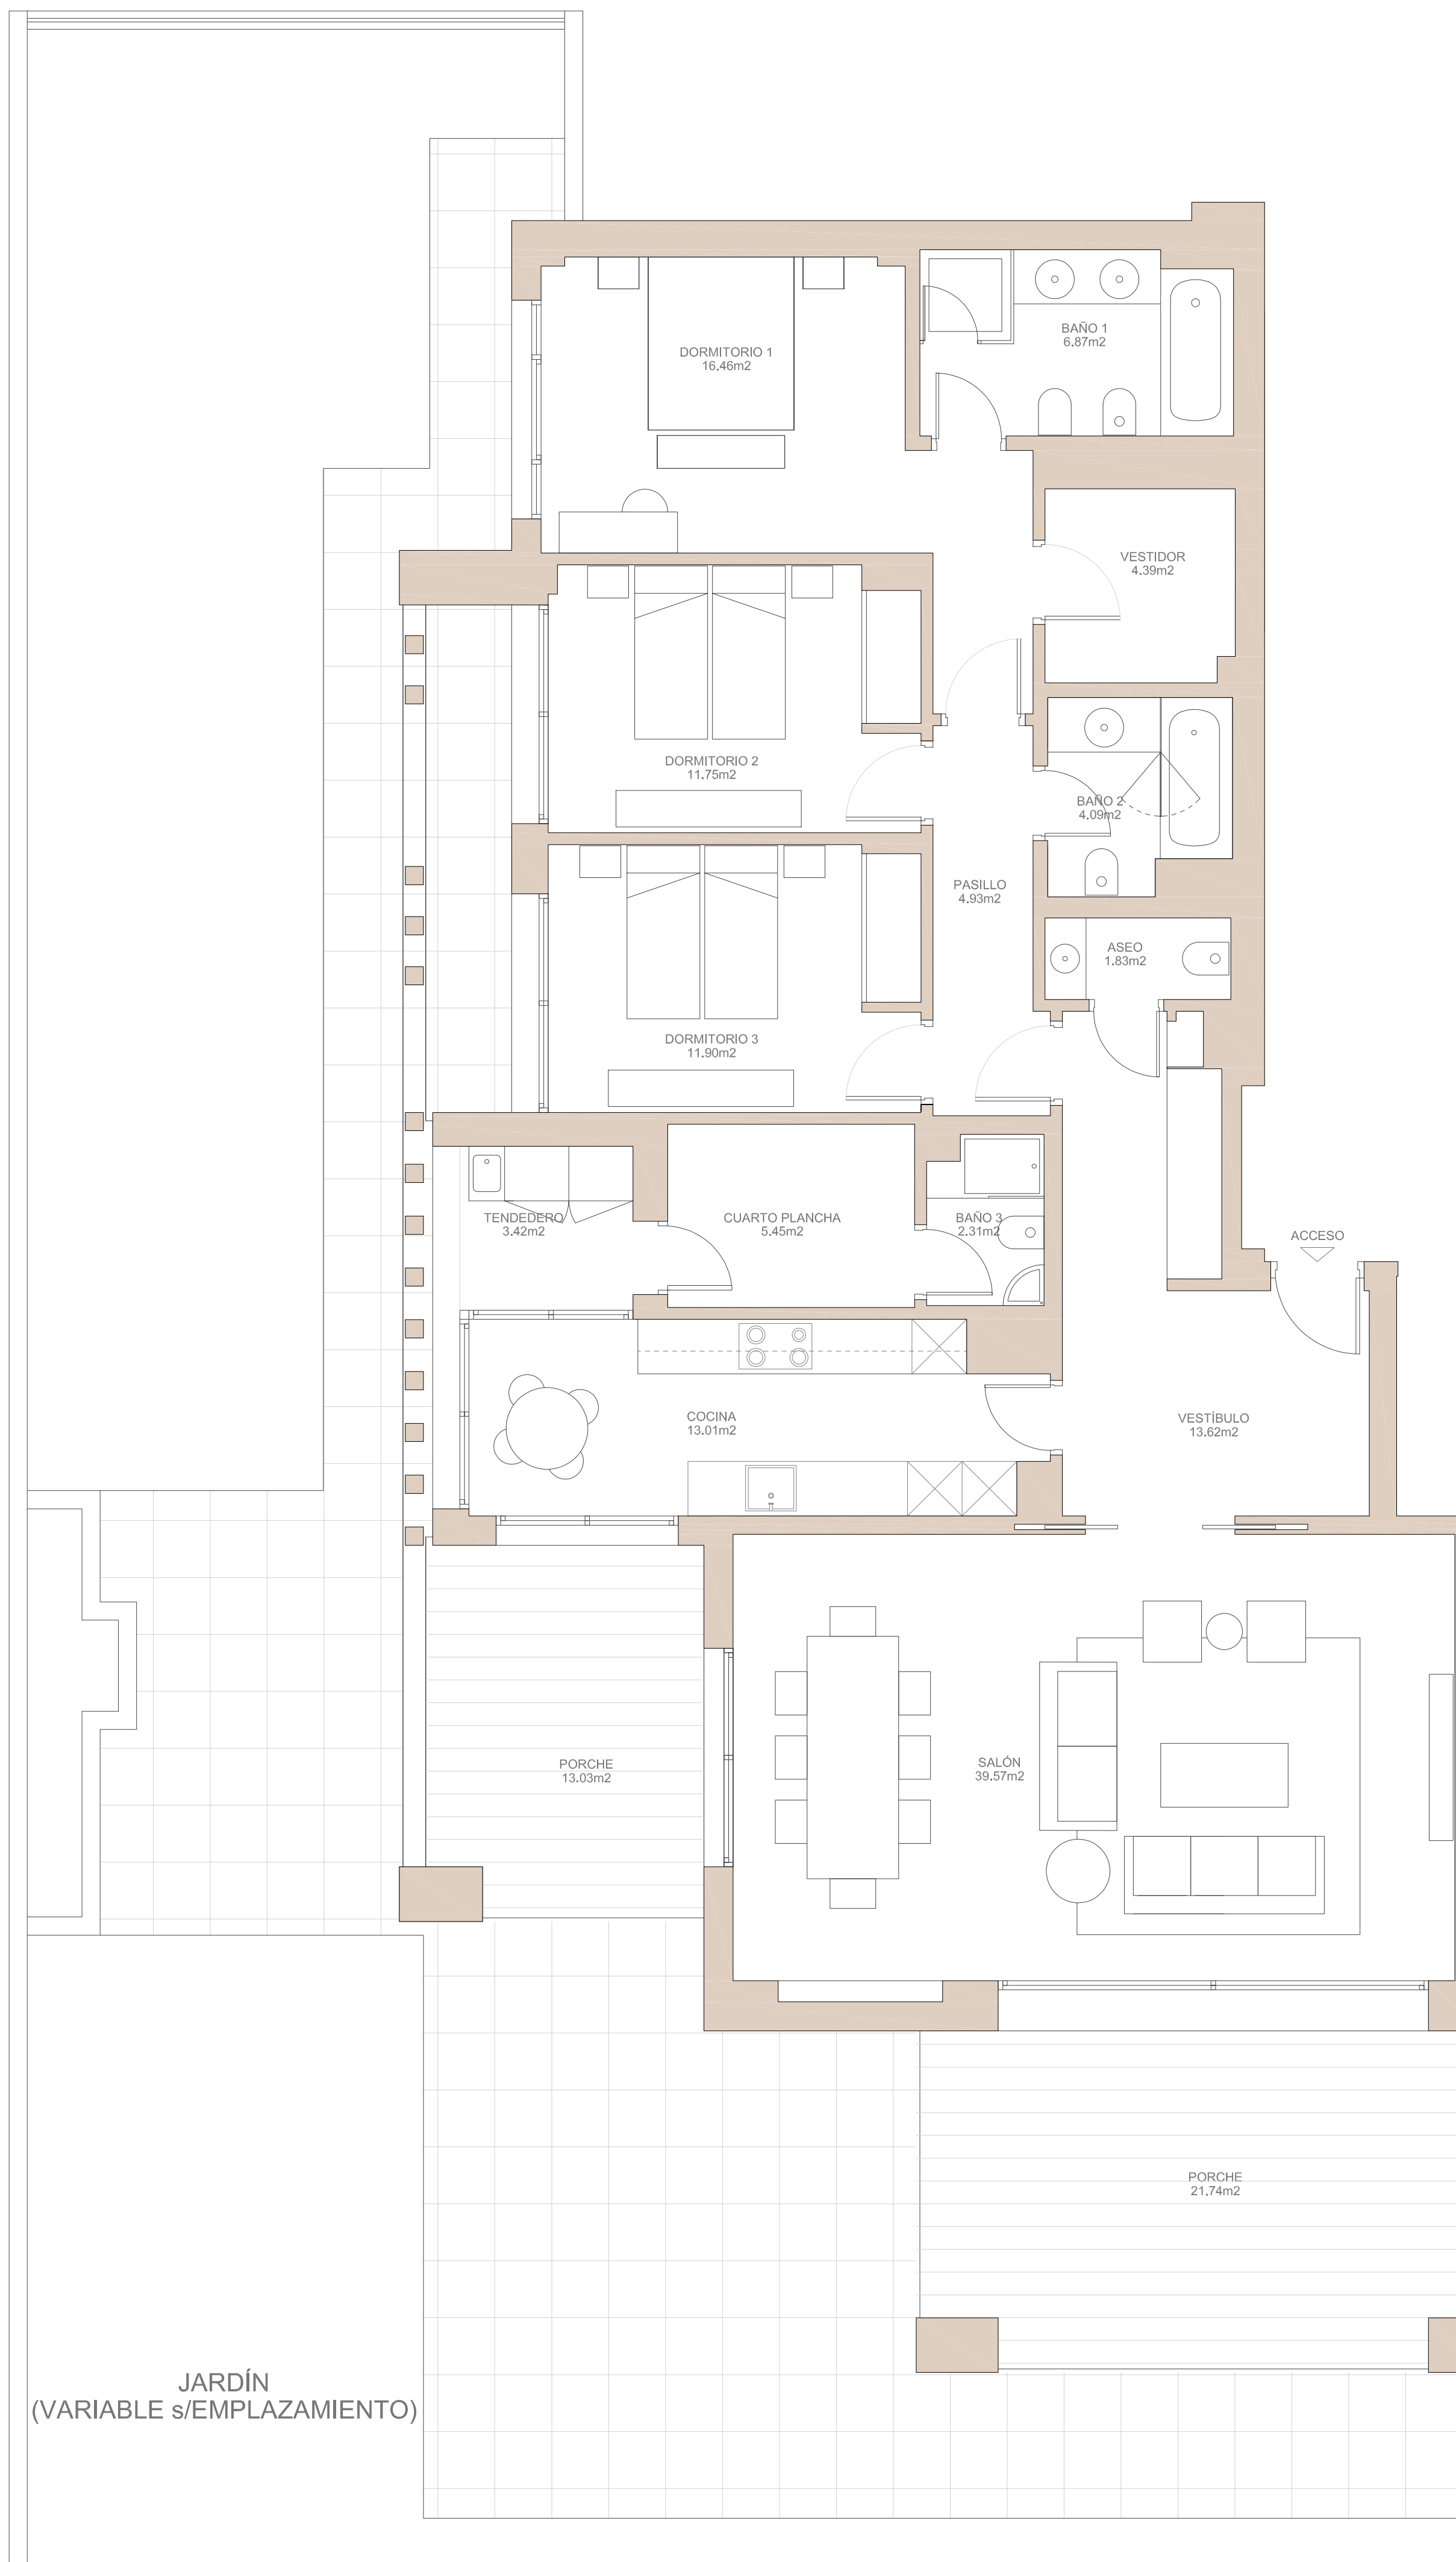 BAÑO 1
6.87m2
DORMITORIO 1
16.46m2
VESTIDOR
4.39m2
DORMITORIO 2
11.75m2
BAÑO 2
4.09m2
PASILLO
4.93m2
ASEO
1.83m2
DORMITORIO 3
11.90m2
TENDEDERO
3.42m2
CUARTO PLANCHA
5.45m2
BAÑO 3
2.31m2
ACCESO
COCINA
13.01m2
VESTÍBULO
13.62m2
PORCHE
13.03m2
SALÓN
39.57m2
PORCHE
21.74m2
JARDÍN
(VARIABLE s/EMPLAZAMIENTO)